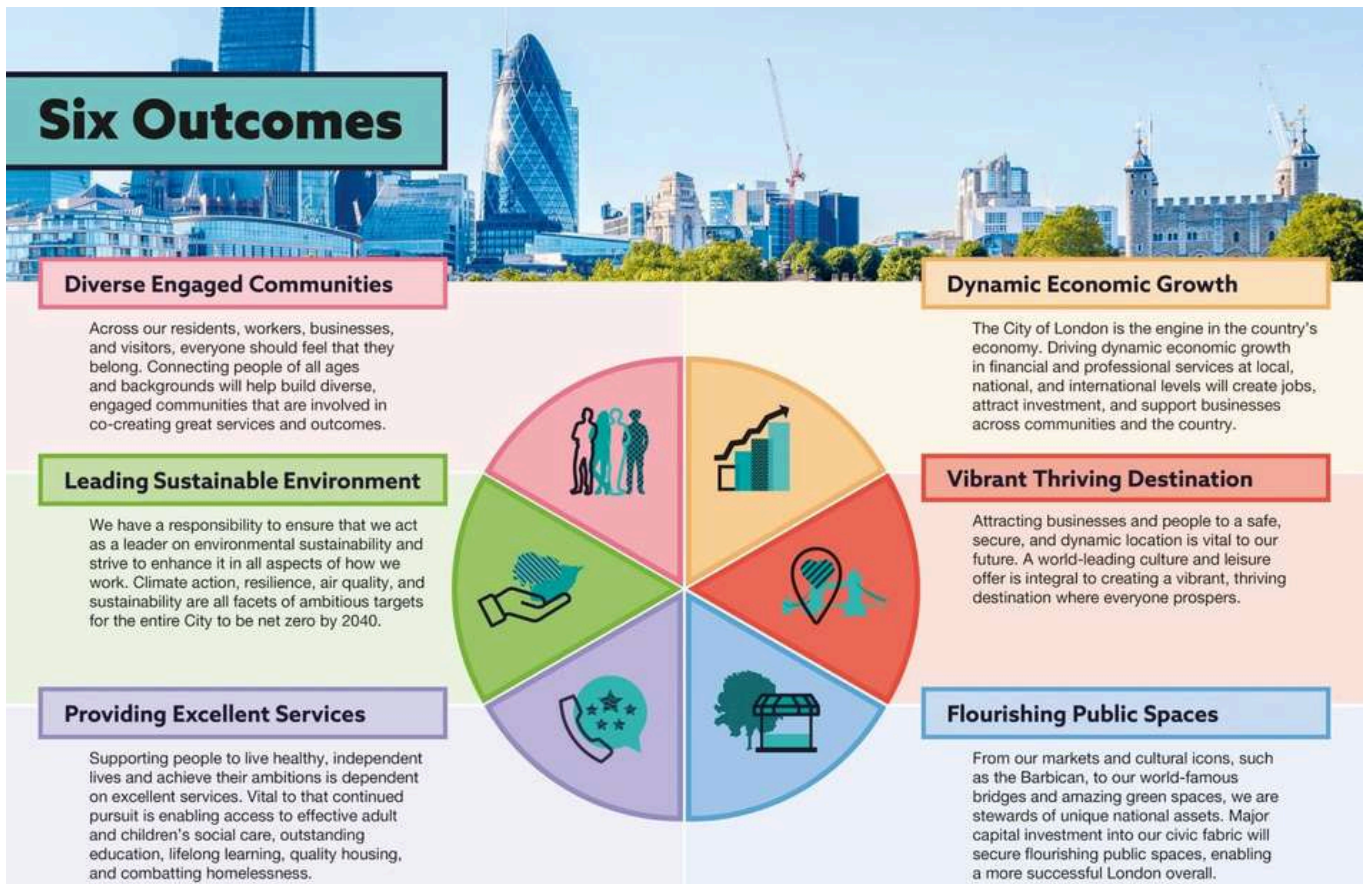 Six Outcomes
Diverse Engaged Communities
Across our residents, workers, businesses,
and visitors, everyone should feel that they
belong. Connecting people of all ages
and backgrounds will help build diverse,
engaged communities that are involved in
co-creating great services and outcomes.
Dynamic Economic Growth
The City of London is the engine in the country's
economy. Driving dynamic economic growth
in financial and professional services at local,
national, and international levels will create jobs,
attract investment, and support businesses
across communities and the country.
Leading Sustainable Environment
We have a responsibility to ensure that we act
as a leader on environmental sustainability and
strive to enhance it in all aspects of how we
work. Climate action, resilience, air quality, and
sustainability are all facets of ambitious targets
for the entire City to be net zero by 2040.
Vibrant Thriving Destination
Attracting businesses and people to a safe,
secure, and dynamic location is vital to our
future. A world-leading culture and leisure
offer is integral to creating a vibrant, thriving
destination where everyone prospers.
Providing Excellent Services
Supporting people to live healthy, independent
lives and achieve their ambitions is dependent
on excellent services. Vital to that continued
pursuit is enabling access to effective adult
and children's social care, outstanding
education, lifelong learning, quality housing,
and combatting homelessness.
Flourishing Public Spaces
From our markets and cultural icons, such
as the Barbican, to our world-famous
bridges and amazing green spaces, we are
stewards of unique national assets. Major
capital investment into our civic fabric will
secure flourishing public spaces, enabling
a more successful London overall.